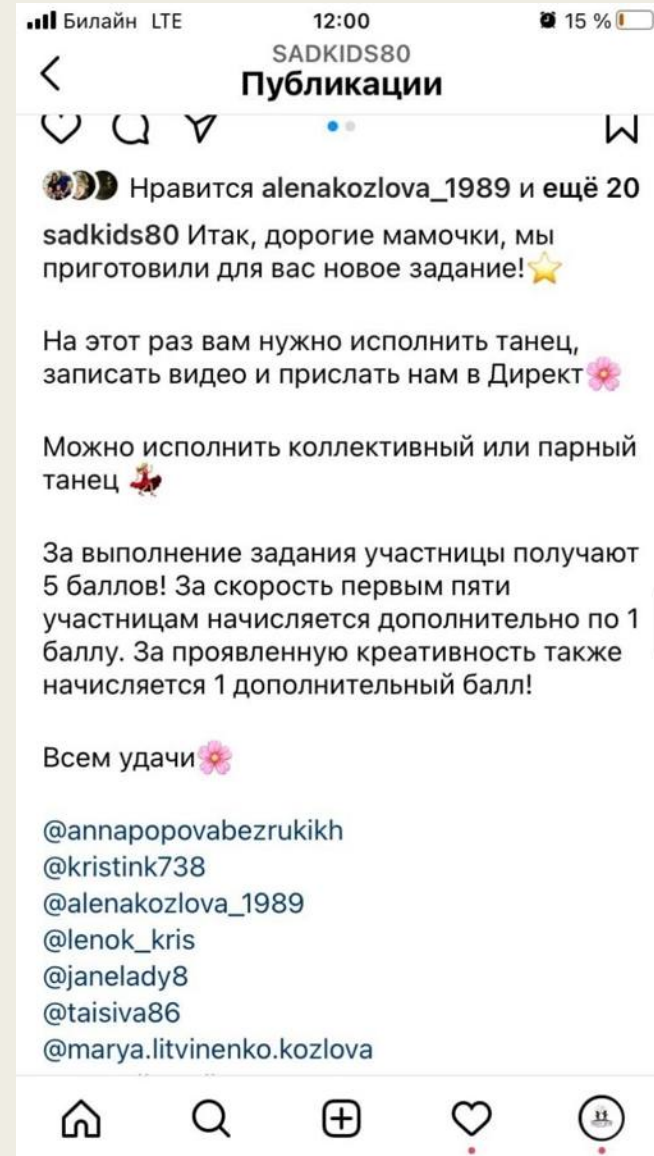 Билайн LTE 12:00 15 %
SADKIDS80
Публикации
Нравится alenakozlova_1989 и ещё 20
sadkids80 Итак, дорогие мамочки, мы
приготовили для вас новое задание!⭐
На этот раз вам нужно исполнить танец,
записать видео и прислать нам в Директ🌸
Можно исполнить коллективный или парный
танец 💃
За выполнение задания участницы получают
5 баллов! За скорость первым пяти
участницам начисляется дополнительно по 1
баллу. За проявленную креативность также
начисляется 1 дополнительный балл!
Всем удачи🌸
@annapopovabezrukikh
@kristink738
@alenakozlova_1989
@lenok_kris
@janelady8
@taisiva86
@marya.litvinenko.kozlova